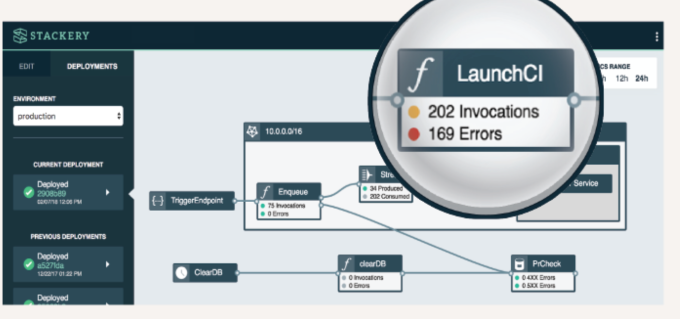 STACKERY
EDIT
DEPLOYMENTS
ENVIRONMENT
production
CURRENT DEPLOYMENT
Deployed
2908b89
02/07/18 12:05 PM
PREVIOUS DEPLOYMENTS
Deployed
a527fda
12/22/17 01:22 PM
Deployed
CS RANGE
12h 24h
10.0.0.0/16
LaunchCI
202 Invocations
169 Errors
TriggerEndpoint
Enqueue
75 Invocations
0 Errors
Stre
34 Produced
202 Consumed
Service
ClearDB
clearDB
0 Invocations
0 Errors
PrCheck
0 4XX Errors
0 5XX Errors